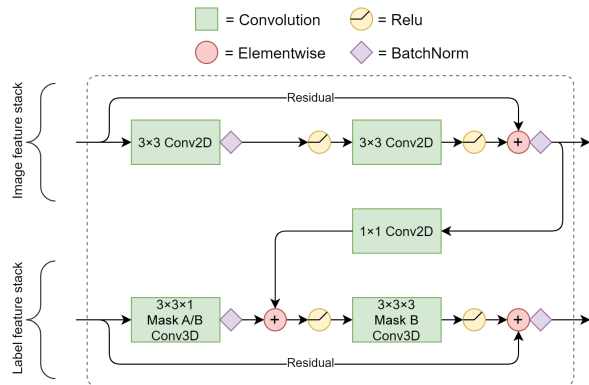 = Convolution
= Relu
= Elementwise
= BatchNorm
Image feature stack
Residual
3×3 Conv2D
3×3 Conv2D
+
1×1 Conv2D
Label feature stack
3×3×1
Mask A/B
Conv3D
+
3×3×3
Mask B
Conv3D
+
Residual